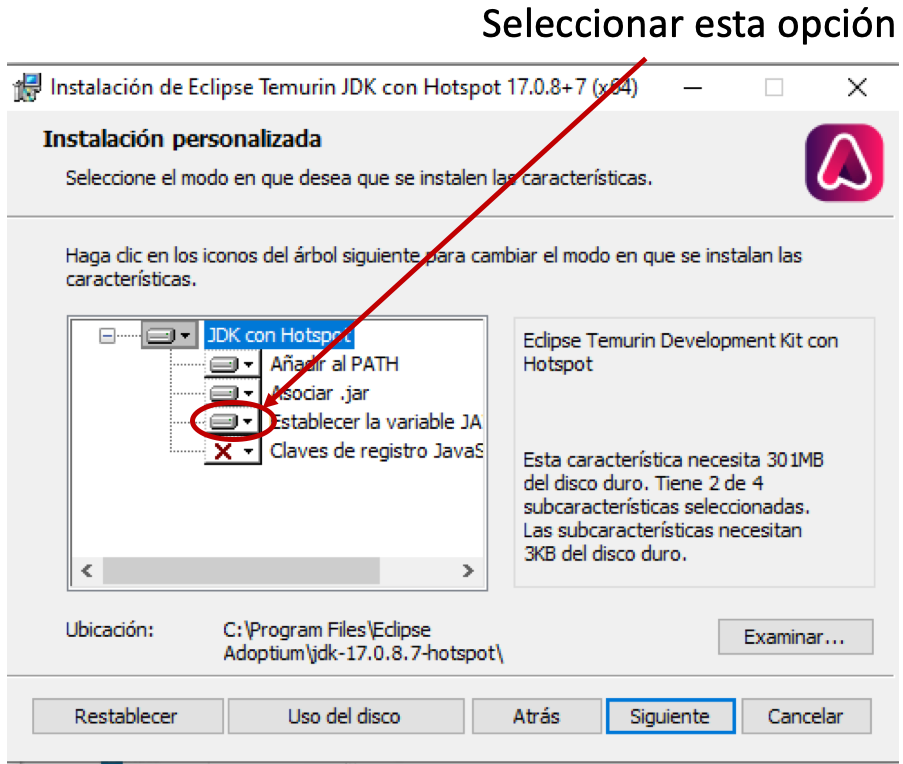 Seleccionar esta opción
Instalación de Eclipse Temurin JDK con Hotspot 17.0.8+7 (x64)
Instalación personalizada
Seleccione el modo en que desea que se instalen las características.
Haga clic en los iconos del árbol siguiente para cambiar el modo en que se instalan las
características.
JDK con Hotspot
Añadir al PATH
Asociar .jar
Establecer la variable JA
Claves de registro JavaS
Eclipse Temurin Development Kit con
Hotspot
Esta característica necesita 301MB
del disco duro. Tiene 2 de 4
subcaracterísticas seleccionadas.
Las subcaracterísticas necesitan
3KB del disco duro.
Ubicación:
C:\Program Files\Eclipse
Adoptium\jdk-17.0.8.7-hotspot\
Examinar...
Restablecer
Uso del disco
Atrás
Siguiente
Cancelar